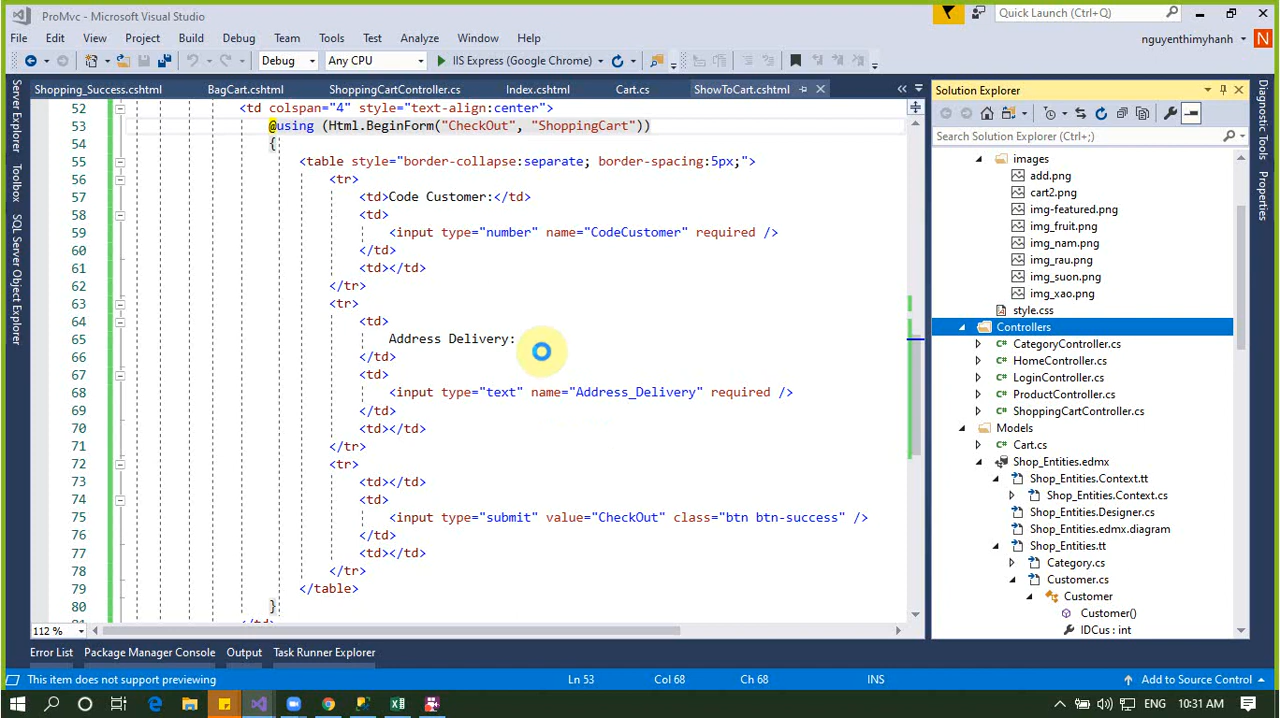 ProMvc - Microsoft Visual Studio
Quick Launch (Ctrl+Q)
File Edit View Project Build Debug Team Tools Test Analyze Window Help
nguyenthimyhanh N
Debug Any CPU IIS Express (Google Chrome)
Shopping_Success.cshtml BagCart.cshtml ShoppingCartController.cs Index.cshtml Cart.cs ShowToCart.cshtml
Server Explorer
Toolbox
SQL Server Object Explorer
52 <td colspan="4" style="text-align:center">
53 @using (Html.BeginForm("CheckOut", "ShoppingCart"))
54 {
55 <table style="border-collapse:separate; border-spacing:5px;">
56 <tr>
57 <td>Code Customer:</td>
58 <td>
59 <input type="number" name="CodeCustomer" required />
60 </td>
61 <td></td>
62 </tr>
63 <tr>
64 <td>
65 Address Delivery:
66 </td>
67 <td>
68 <input type="text" name="Address_Delivery" required />
69 </td>
70 <td></td>
71 </tr>
72 <tr>
73 <td></td>
74 <td>
75 <input type="submit" value="CheckOut" class="btn btn-success" />
76 </td>
77 <td></td>
78 </tr>
79 </table>
80 }
112 %
Solution Explorer
Search Solution Explorer (Ctrl+;)
images
add.png
cart2.png
img-featured.png
img_fruit.png
img_nam.png
img_rau.png
img_suon.png
img_xao.png
style.css
Controllers
CategoryController.cs
HomeController.cs
LoginController.cs
ProductController.cs
ShoppingCartController.cs
Models
Cart.cs
Shop_Entities.edmx
Shop_Entities.Context.tt
Shop_Entities.Context.cs
Shop_Entities.Designer.cs
Shop_Entities.edmx.diagram
Shop_Entities.tt
Category.cs
Customer.cs
Customer
Customer()
IDCus : int
Diagnostic Tools
Properties
Error List Package Manager Console Output Task Runner Explorer
This item does not support previewing Ln 53 Col 68 Ch 68 INS Add to Source Control
ENG 10:31 AM